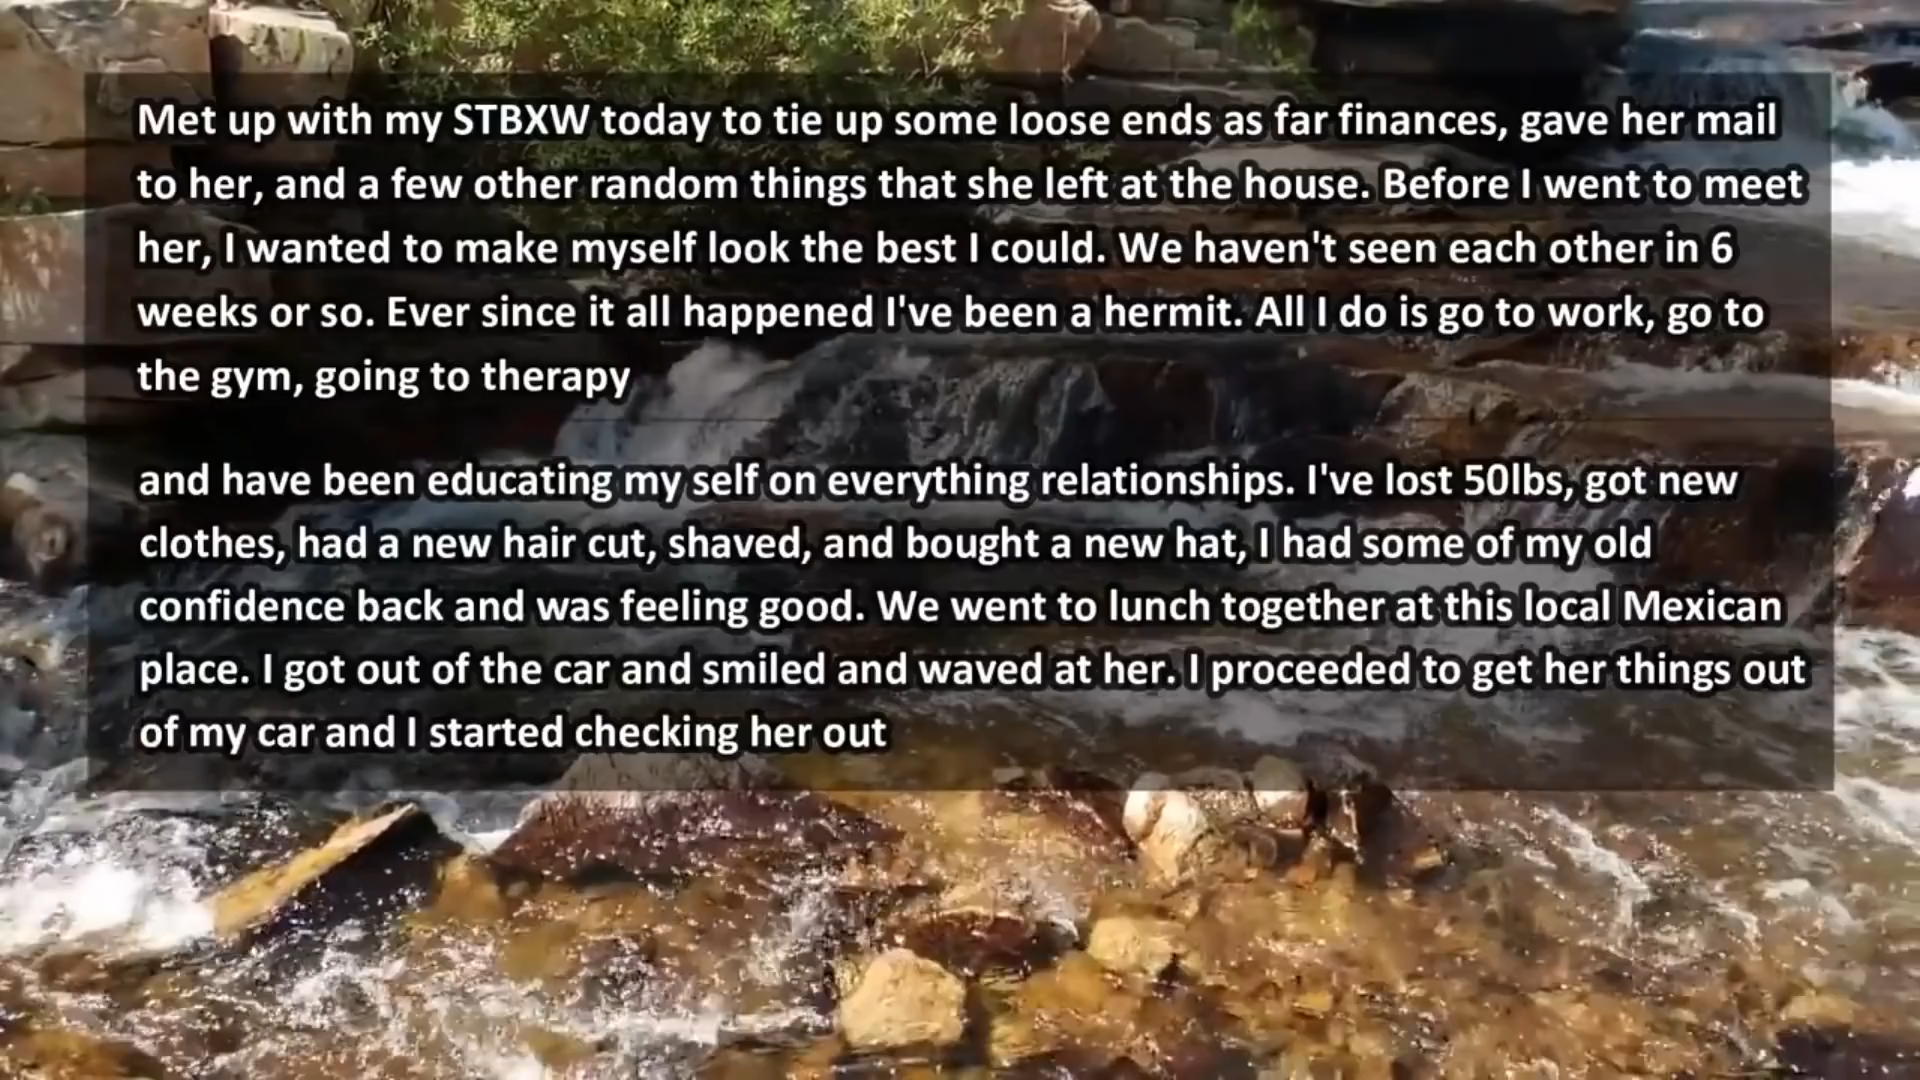 Met up with my STBXW today to tie up some loose ends as far finances, gave her mail
to her, and a few other random things that she left at the house. Before I went to meet
her, I wanted to make myself look the best I could. We haven't seen each other in 6
weeks or so. Ever since it all happened I've been a hermit. All I do is go to work, go to
the gym, going to therapy
and have been educating my self on everything relationships. I've lost 50lbs, got new
clothes, had a new hair cut, shaved, and bought a new hat, I had some of my old
confidence back and was feeling good. We went to lunch together at this local Mexican
place. I got out of the car and smiled and waved at her. I proceeded to get her things out
of my car and I started checking her out